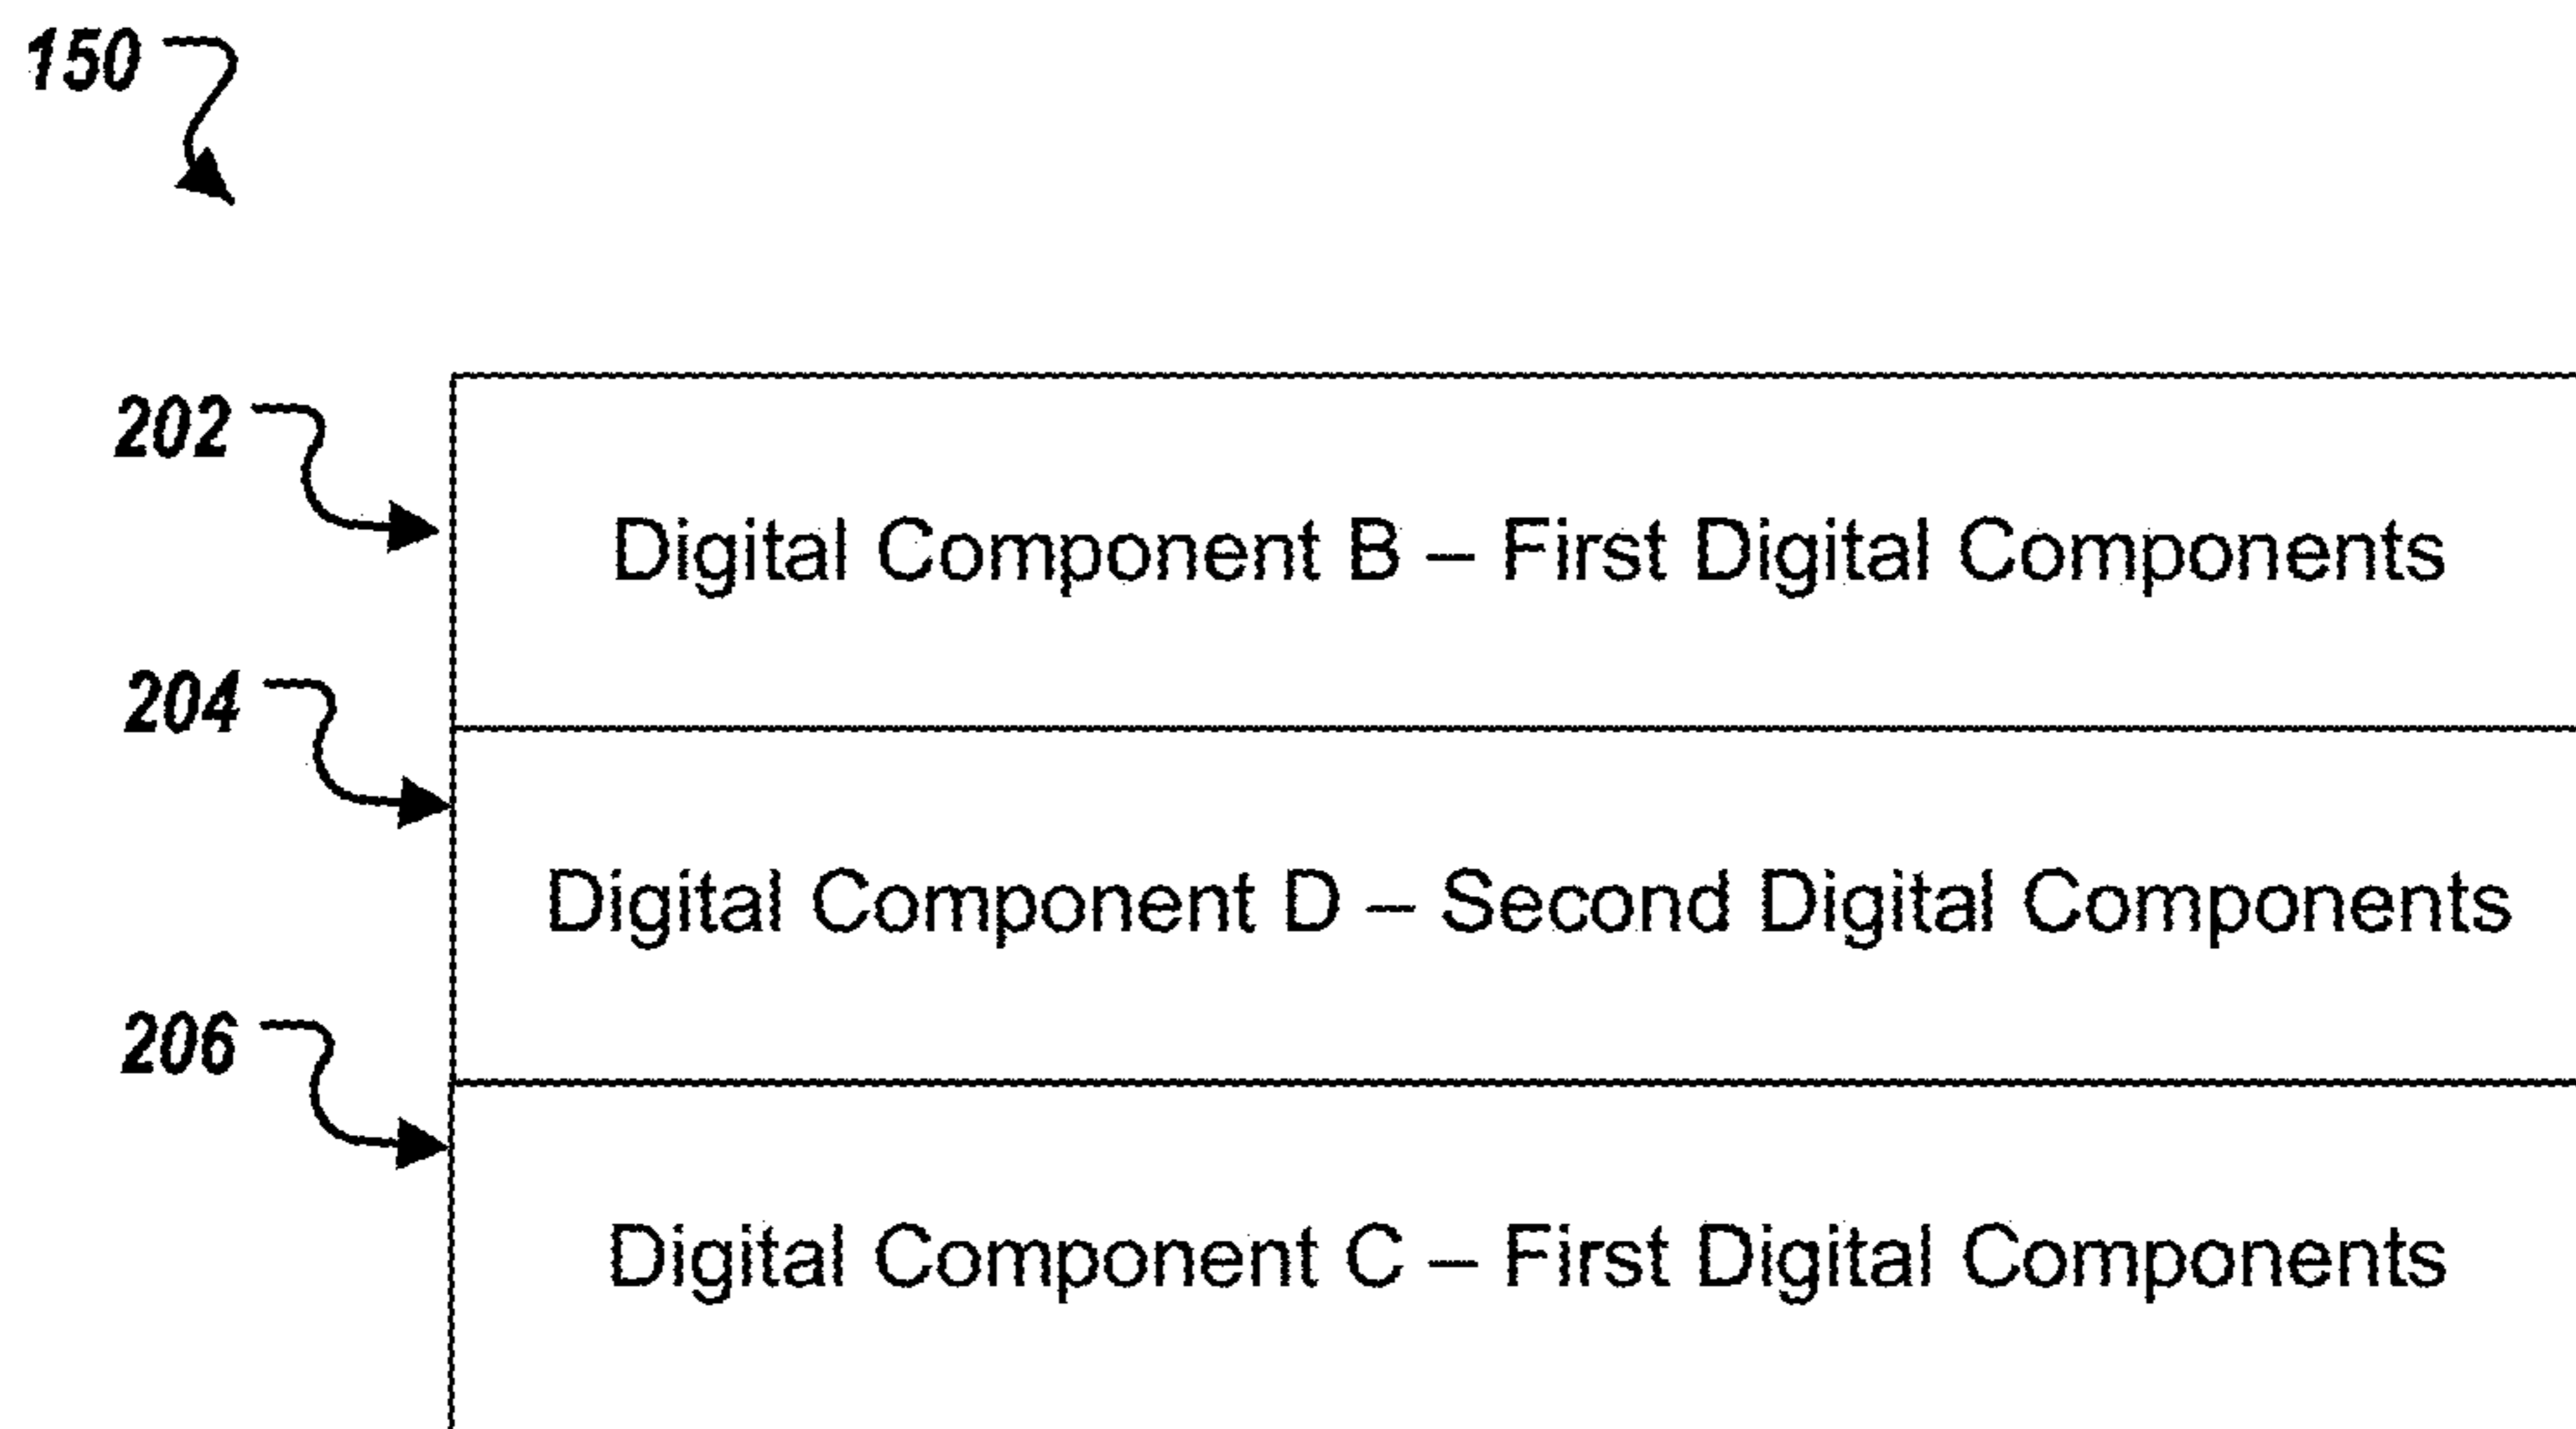 150
202
Digital Component B – First Digital Components
204
Digital Component D – Second Digital Components
206
Digital Component C – First Digital Components